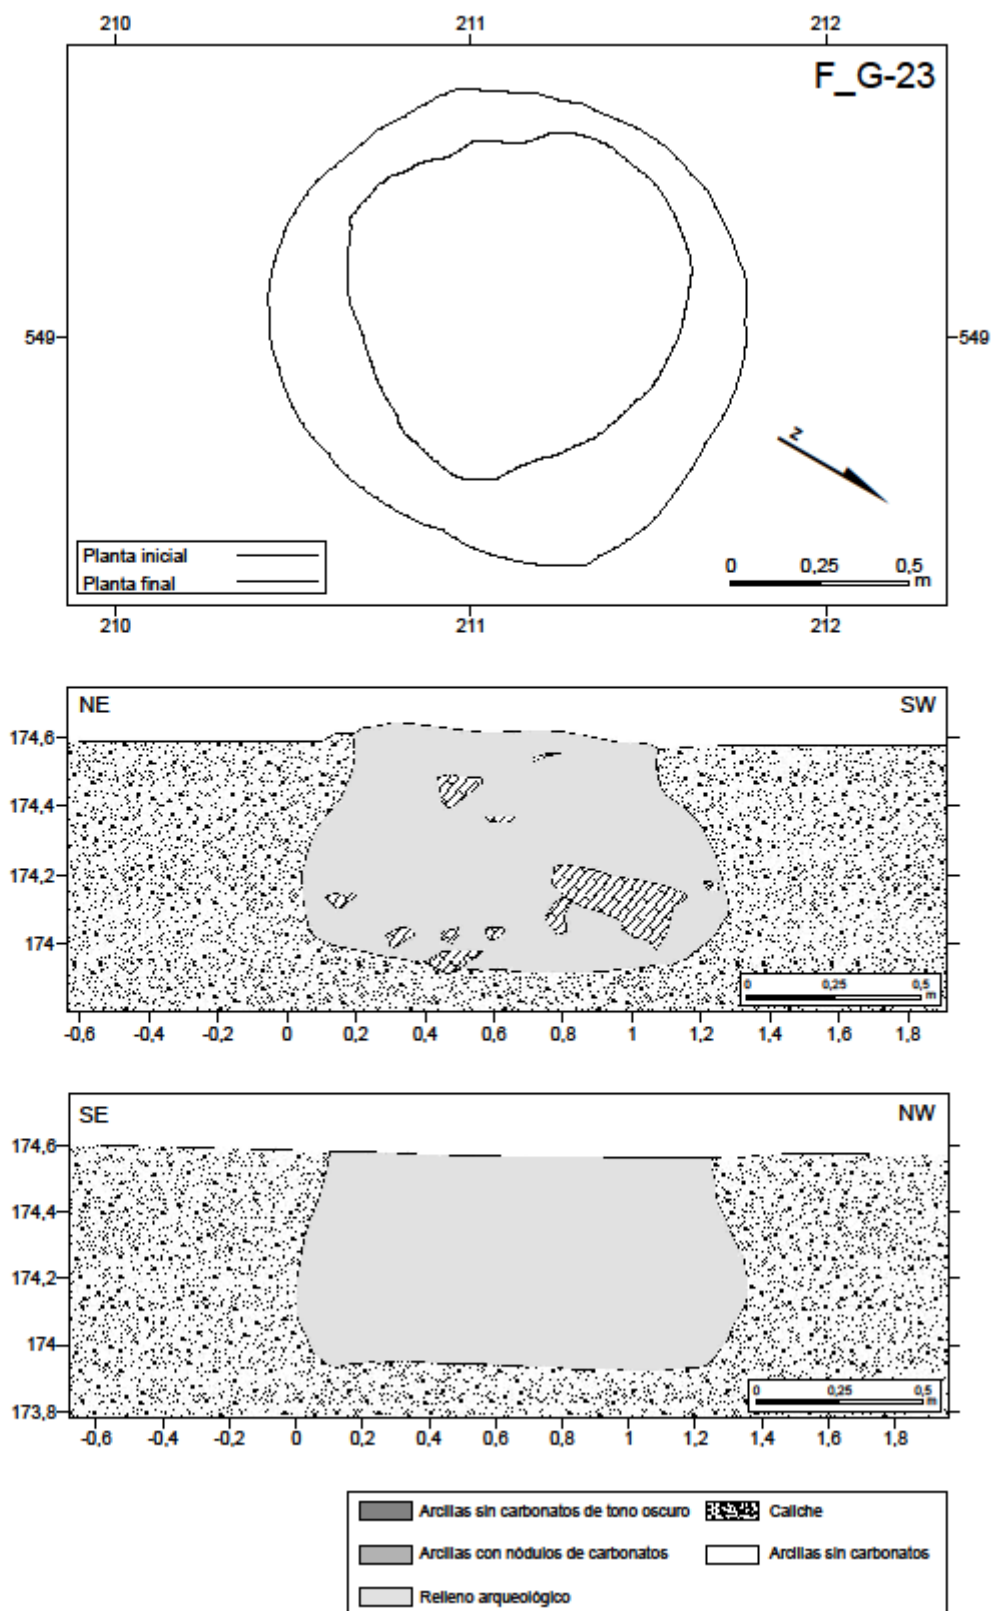 210 211 212
F_G-23
549 549
Planta inicial
Planta final
z
0 0,25 0,5
m
210 211 212
NE SW
174,6
174,4
174,2
174
0 0,25 0,5
m
-0,6 -0,4 -0,2 0 0,2 0,4 0,6 0,8 1 1,2 1,4 1,6 1,8
SE NW
174,6
174,4
174,2
174
173,8
0 0,25 0,5
m
-0,6 -0,4 -0,2 0 0,2 0,4 0,6 0,8 1 1,2 1,4 1,6 1,8
Arcillas sin carbonatos de tono oscuro Caliche
Arcillas con nódulos de carbonatos Arcillas sin carbonatos
Relleno arqueológico